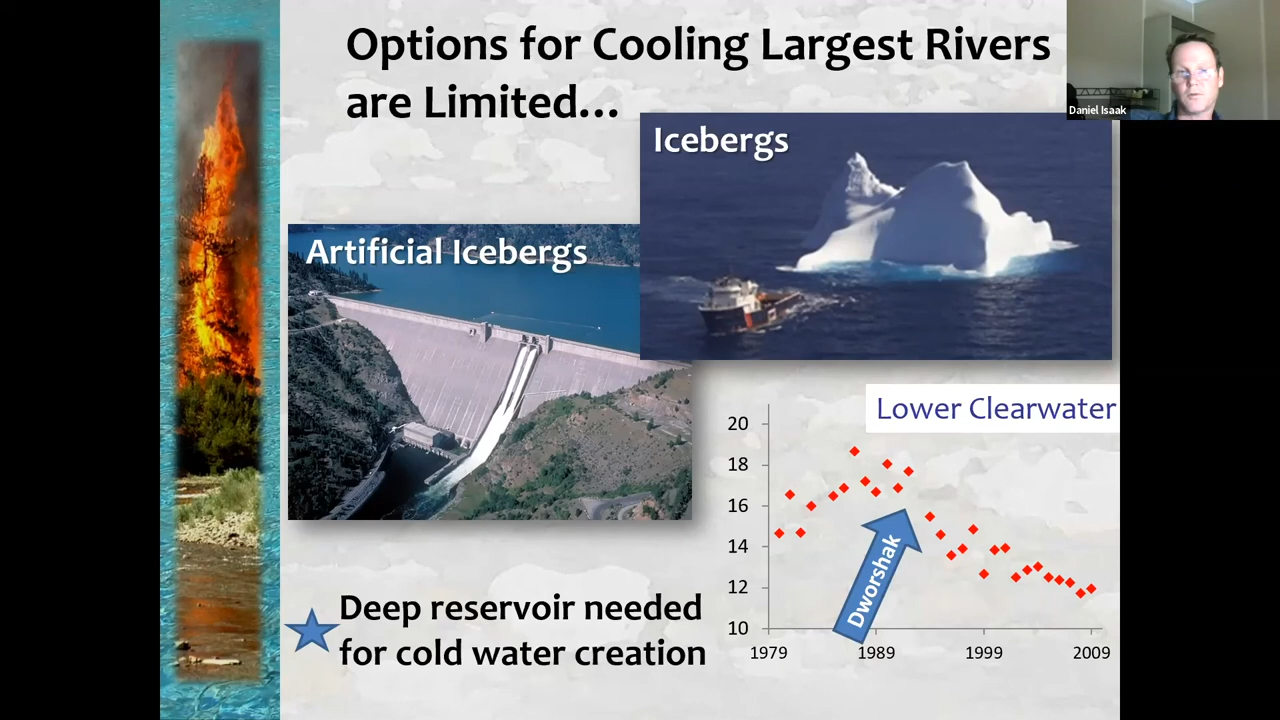 Options for Cooling Largest Rivers
are Limited...
Daniel Isaak
Icebergs
Artificial Icebergs
Lower Clearwater
20
18
16
14
12
10
Dworshak
1979
1989
1999
2009
Deep reservoir needed
for cold water creation